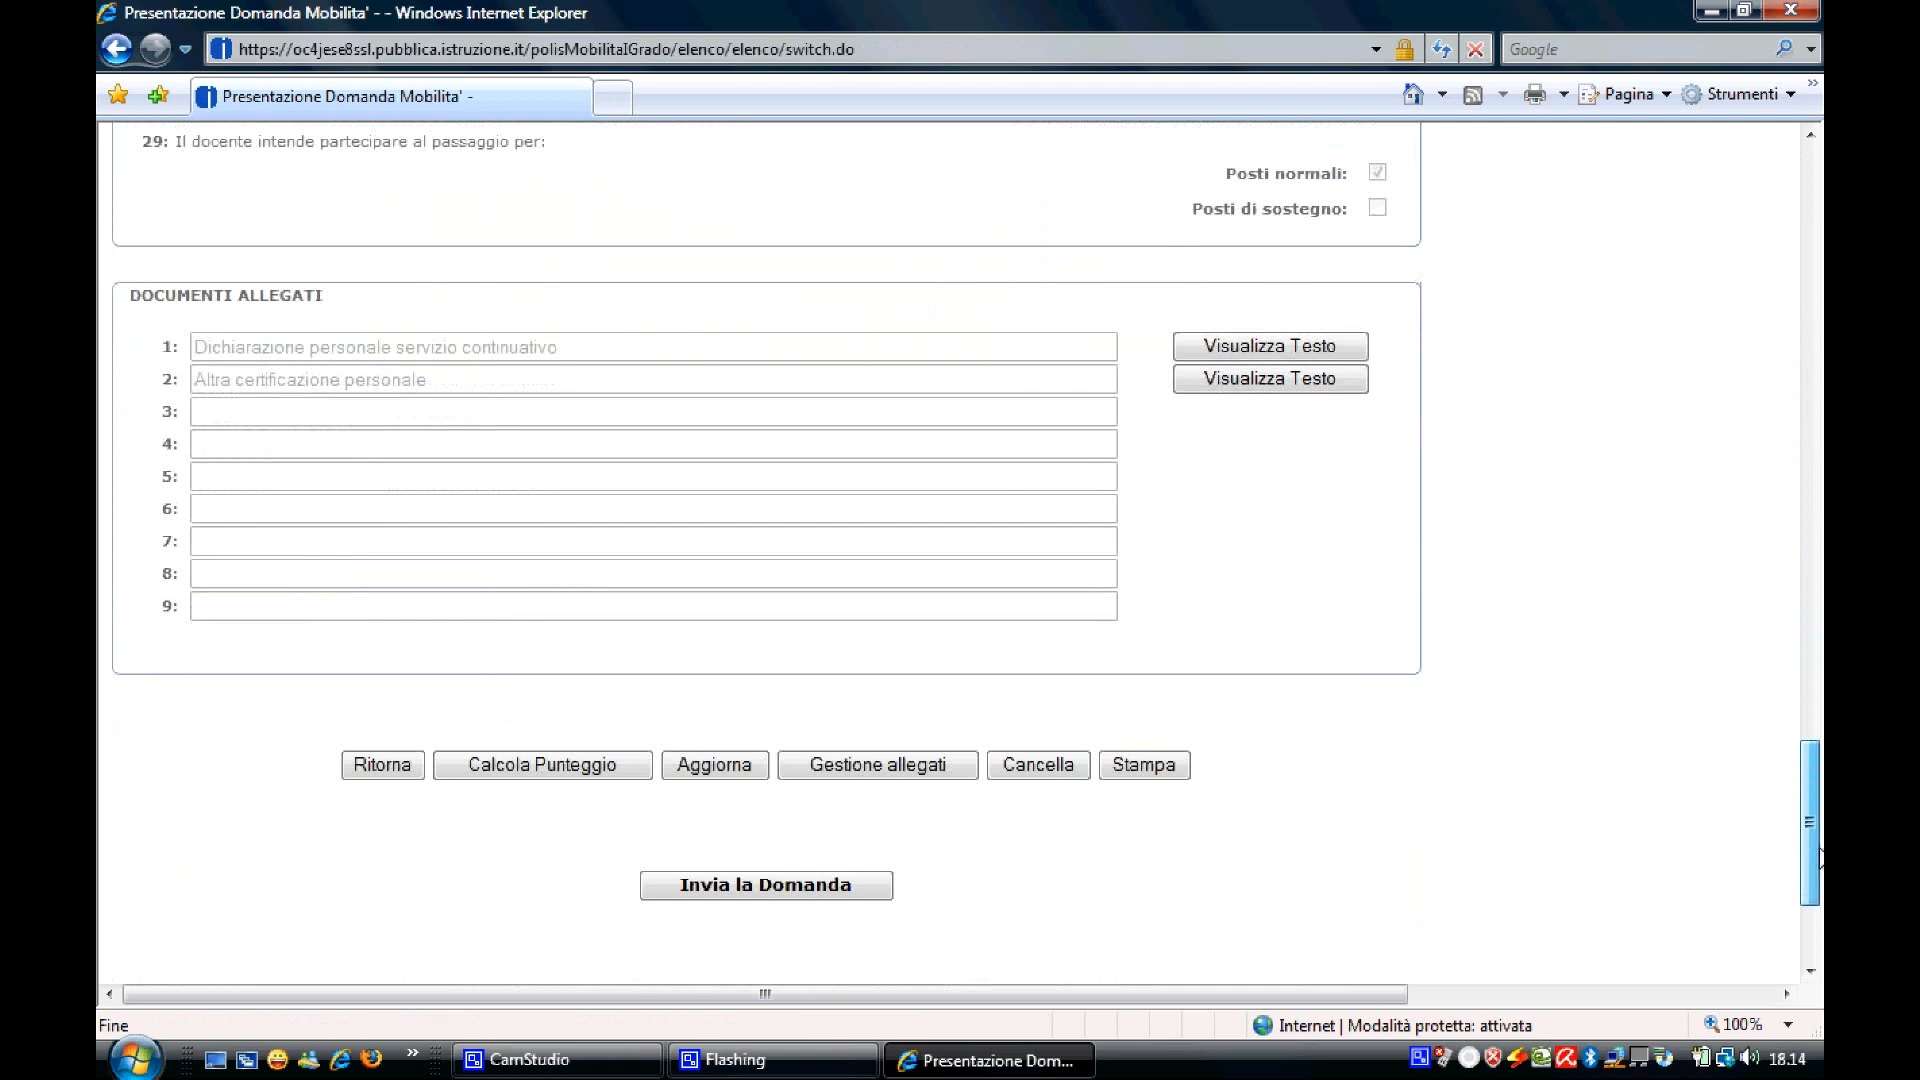 Presentazione Domanda Mobilita' - - Windows Internet Explorer
https://oc4jese8ssl.pubblica.istruzione.it/polisMobilitaIGrado/elenco/elenco/switch.do
Google
Presentazione Domanda Mobilita' -
Pagina
Strumenti
29: Il docente intende partecipare al passaggio per:
Posti normali:
Posti di sostegno:
DOCUMENTI ALLEGATI
1: Dichiarazione personale servizio continuativo Visualizza Testo
2: Altra certificazione personale Visualizza Testo
3:
4:
5:
6:
7:
8:
9:
Ritorna Calcola Punteggio Aggiorna Gestione allegati Cancella Stampa
Invia la Domanda
Fine
Internet | Modalità protetta: attivata
100%
CamStudio
Flashing
Presentazione Dom...
18.14